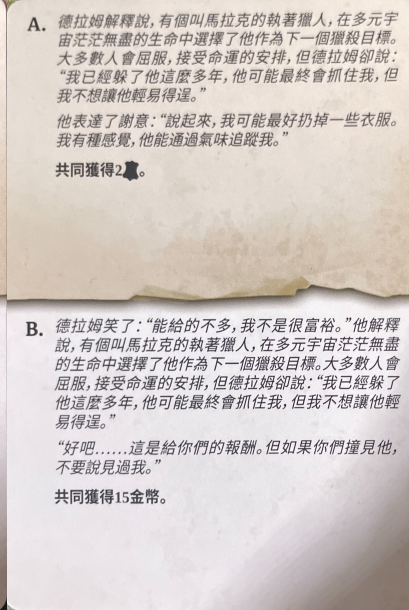 A. 德拉姆解釋說，有個叫馬拉克的執著獵人，在多元宇
宙茫茫無盡的生命中選擇了他作為下一個獵殺目標。
大多數人會屈服，接受命運的安排，但德拉姆卻說：
“我已經躲了他這麼多年，他可能最終會抓住我，但
我不想讓他輕易得逞。”
他表達了謝意：“說起來，我可能最好扔掉一些衣服。
我有種感覺，他能通過氣味追蹤我。”
共同獲得2。
B. 德拉姆笑了：“能給的不多，我不是很富裕。”他解釋
說，有個叫馬拉克的執著獵人，在多元宇宙茫茫無盡
的生命中選擇了他作為下一個獵殺目標。大多數人會
屈服，接受命運的安排，但德拉姆卻說：“我已經躲了
他這麼多年，他可能最終會抓住我，但我不想讓他輕
易得逞。”
“好吧……這是給你們的報酬。但如果你們撞見他，
不要說見過我。”
共同獲得15金幣。